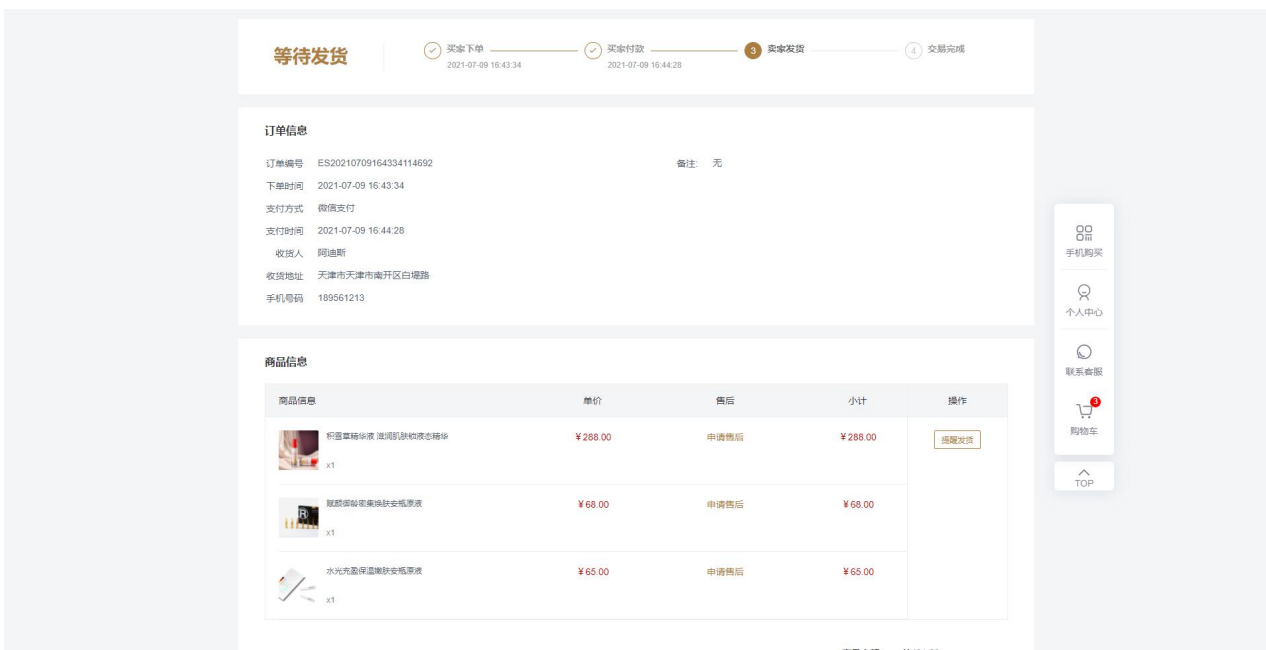 等待发货
买家下单
2021-07-09 16:43:34
买家付款
2021-07-09 16:44:28
3 卖家发货
4 交易完成
订单信息
订单编号 ES20210709164334114692
备注: 无
下单时间 2021-07-09 16:43:34
支付方式 微信支付
支付时间 2021-07-09 16:44:28
收货人 阿迪斯
收货地址 天津市天津市南开区白堤路
手机号码 189561213
商品信息
商品信息 单价 售后 小计 操作
积雪草精华液 滋润肌肤锁液态精华 ¥288.00 申请售后 ¥288.00 提醒发货
x1
赋颜御龄密集焕肤安瓶原液 ¥68.00 申请售后 ¥68.00
x1
水光充盈保湿嫩肤安瓶原液 ¥65.00 申请售后 ¥65.00
x1
手机购买
个人中心
联系客服
3
购物车
TOP